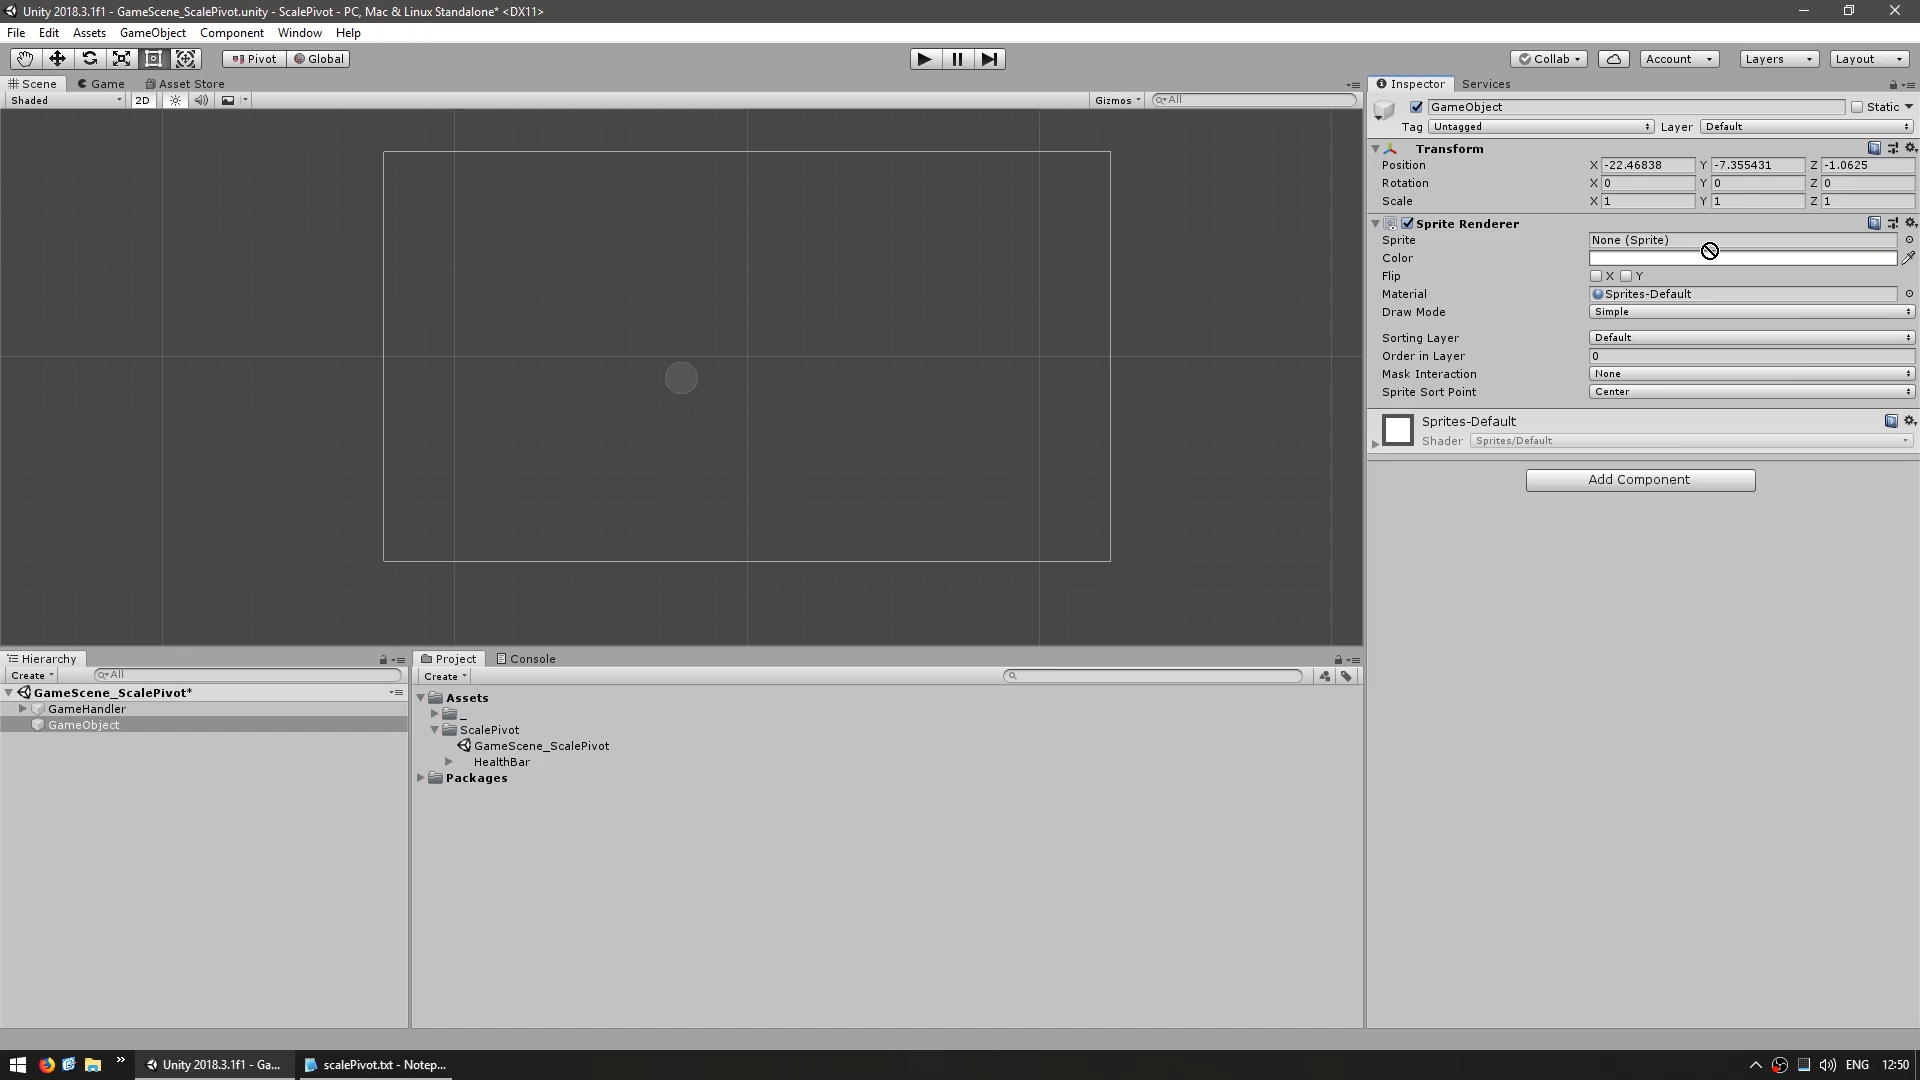 Unity 2018.3.1f1 - GameScene_ScalePivot.unity - ScalePivot - PC, Mac & Linux Standalone* <DX11>
File Edit Assets GameObject Component Window Help
Pivot Global
Collab Account Layers Layout
Scene Game Asset Store
Shaded 2D Gizmos All
Inspector Services
GameObject Static
Tag Untagged Layer Default
Transform
Position X -22.46838 Y -7.355431 Z -1.0625
Rotation X 0 Y 0 Z 0
Scale X 1 Y 1 Z 1
Sprite Renderer
Sprite None (Sprite)
Color
Flip X Y
Material Sprites-Default
Draw Mode Simple
Sorting Layer Default
Order in Layer 0
Mask Interaction None
Sprite Sort Point Center
Sprites-Default
Shader Sprites/Default
Add Component
Hierarchy
Create All
GameScene_ScalePivot*
GameHandler
GameObject
Project Console
Create
Assets
_
ScalePivot
GameScene_ScalePivot
HealthBar
Packages
Unity 2018.3.1f1 - Ga... scalePivot.txt - Notep... ENG 12:50